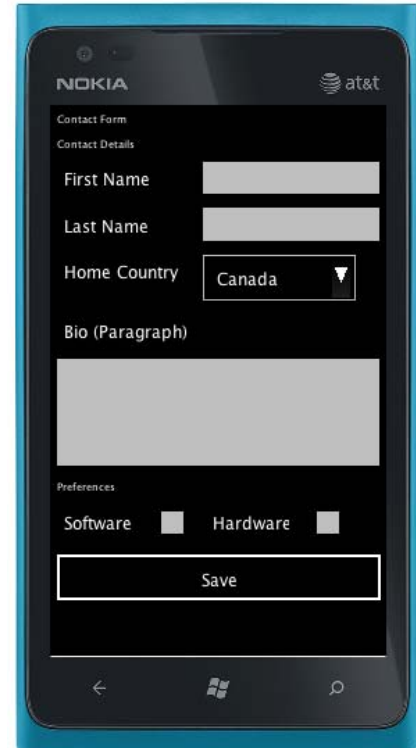 NOKIA at&t
Contact Form
Contact Details
First Name
Last Name
Home Country Canada
Bio (Paragraph)
Preferences
Software Hardware
Save